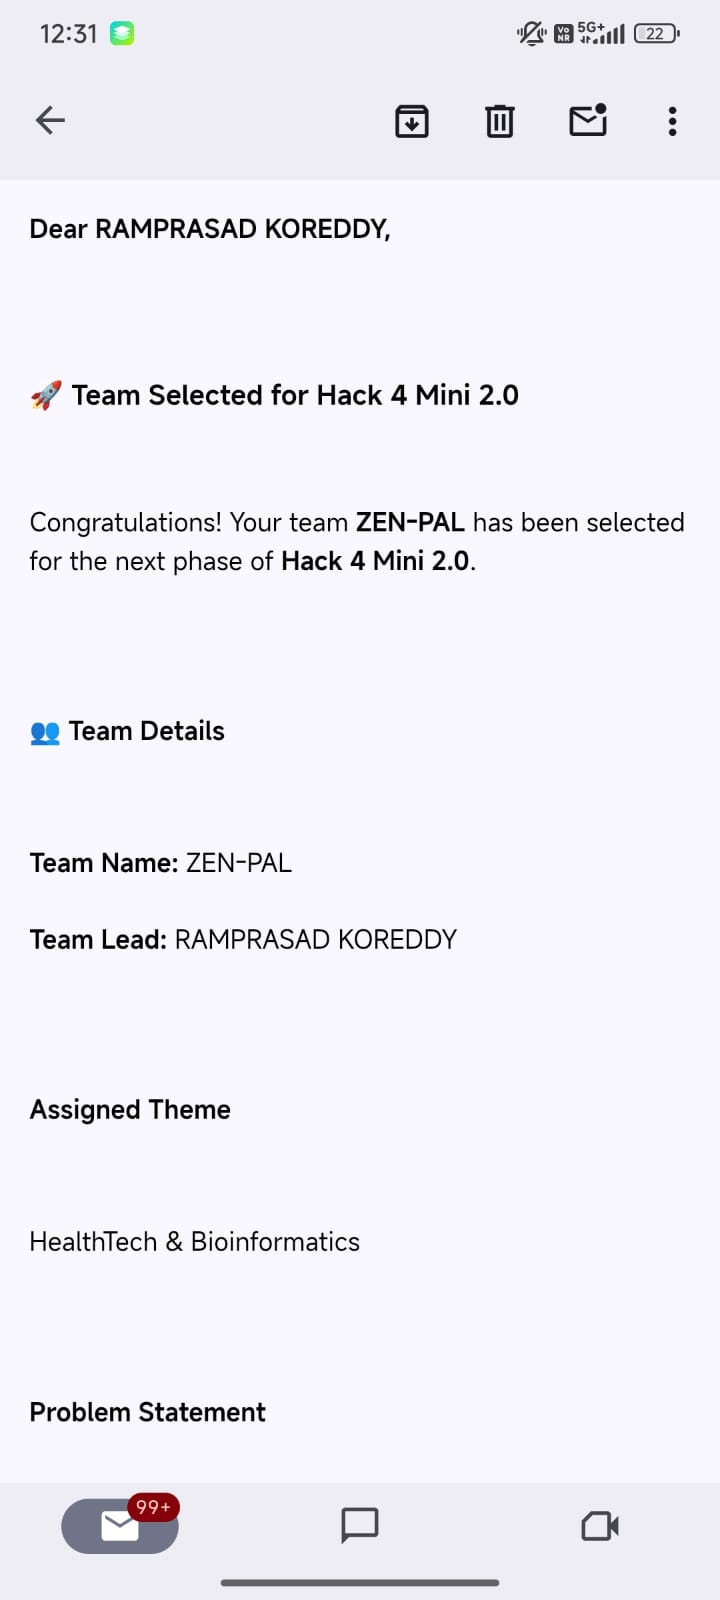 12:31
Vo NR 5G+ 22
Dear RAMPRASAD KOREDDY,
🚀 Team Selected for Hack 4 Mini 2.0
Congratulations! Your team ZEN-PAL has been selected
for the next phase of Hack 4 Mini 2.0.
👥 Team Details
Team Name: ZEN-PAL
Team Lead: RAMPRASAD KOREDDY
Assigned Theme
HealthTech & Bioinformatics
Problem Statement
99+